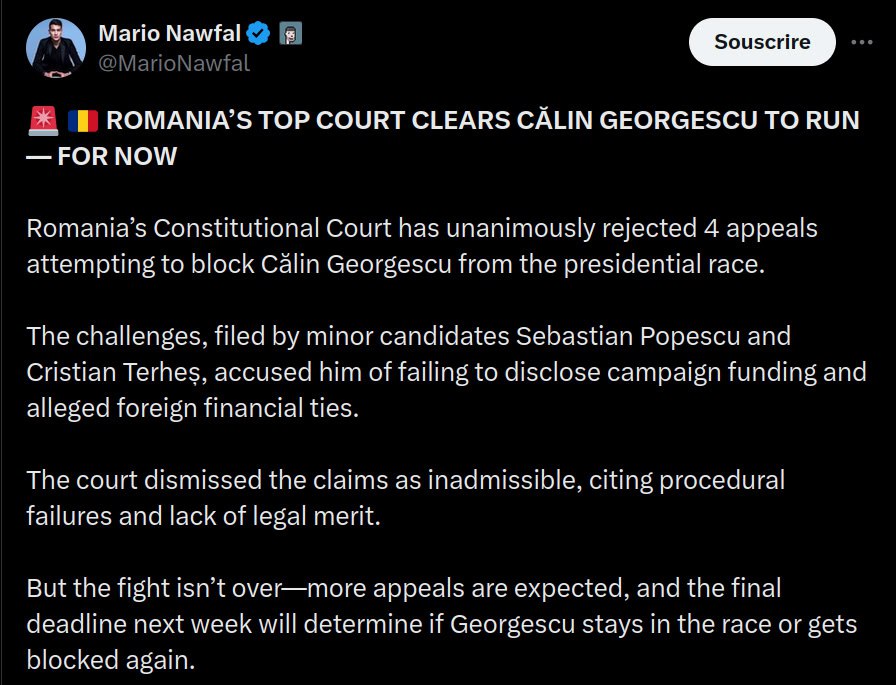 Mario Nawfal
@MarioNawfal
Souscrire
🚨 🇷🇴 ROMANIA’S TOP COURT CLEARS CĂLIN GEORGESCU TO RUN
— FOR NOW
Romania’s Constitutional Court has unanimously rejected 4 appeals
attempting to block Călin Georgescu from the presidential race.
The challenges, filed by minor candidates Sebastian Popescu and
Cristian Terheș, accused him of failing to disclose campaign funding and
alleged foreign financial ties.
The court dismissed the claims as inadmissible, citing procedural
failures and lack of legal merit.
But the fight isn’t over—more appeals are expected, and the final
deadline next week will determine if Georgescu stays in the race or gets
blocked again.